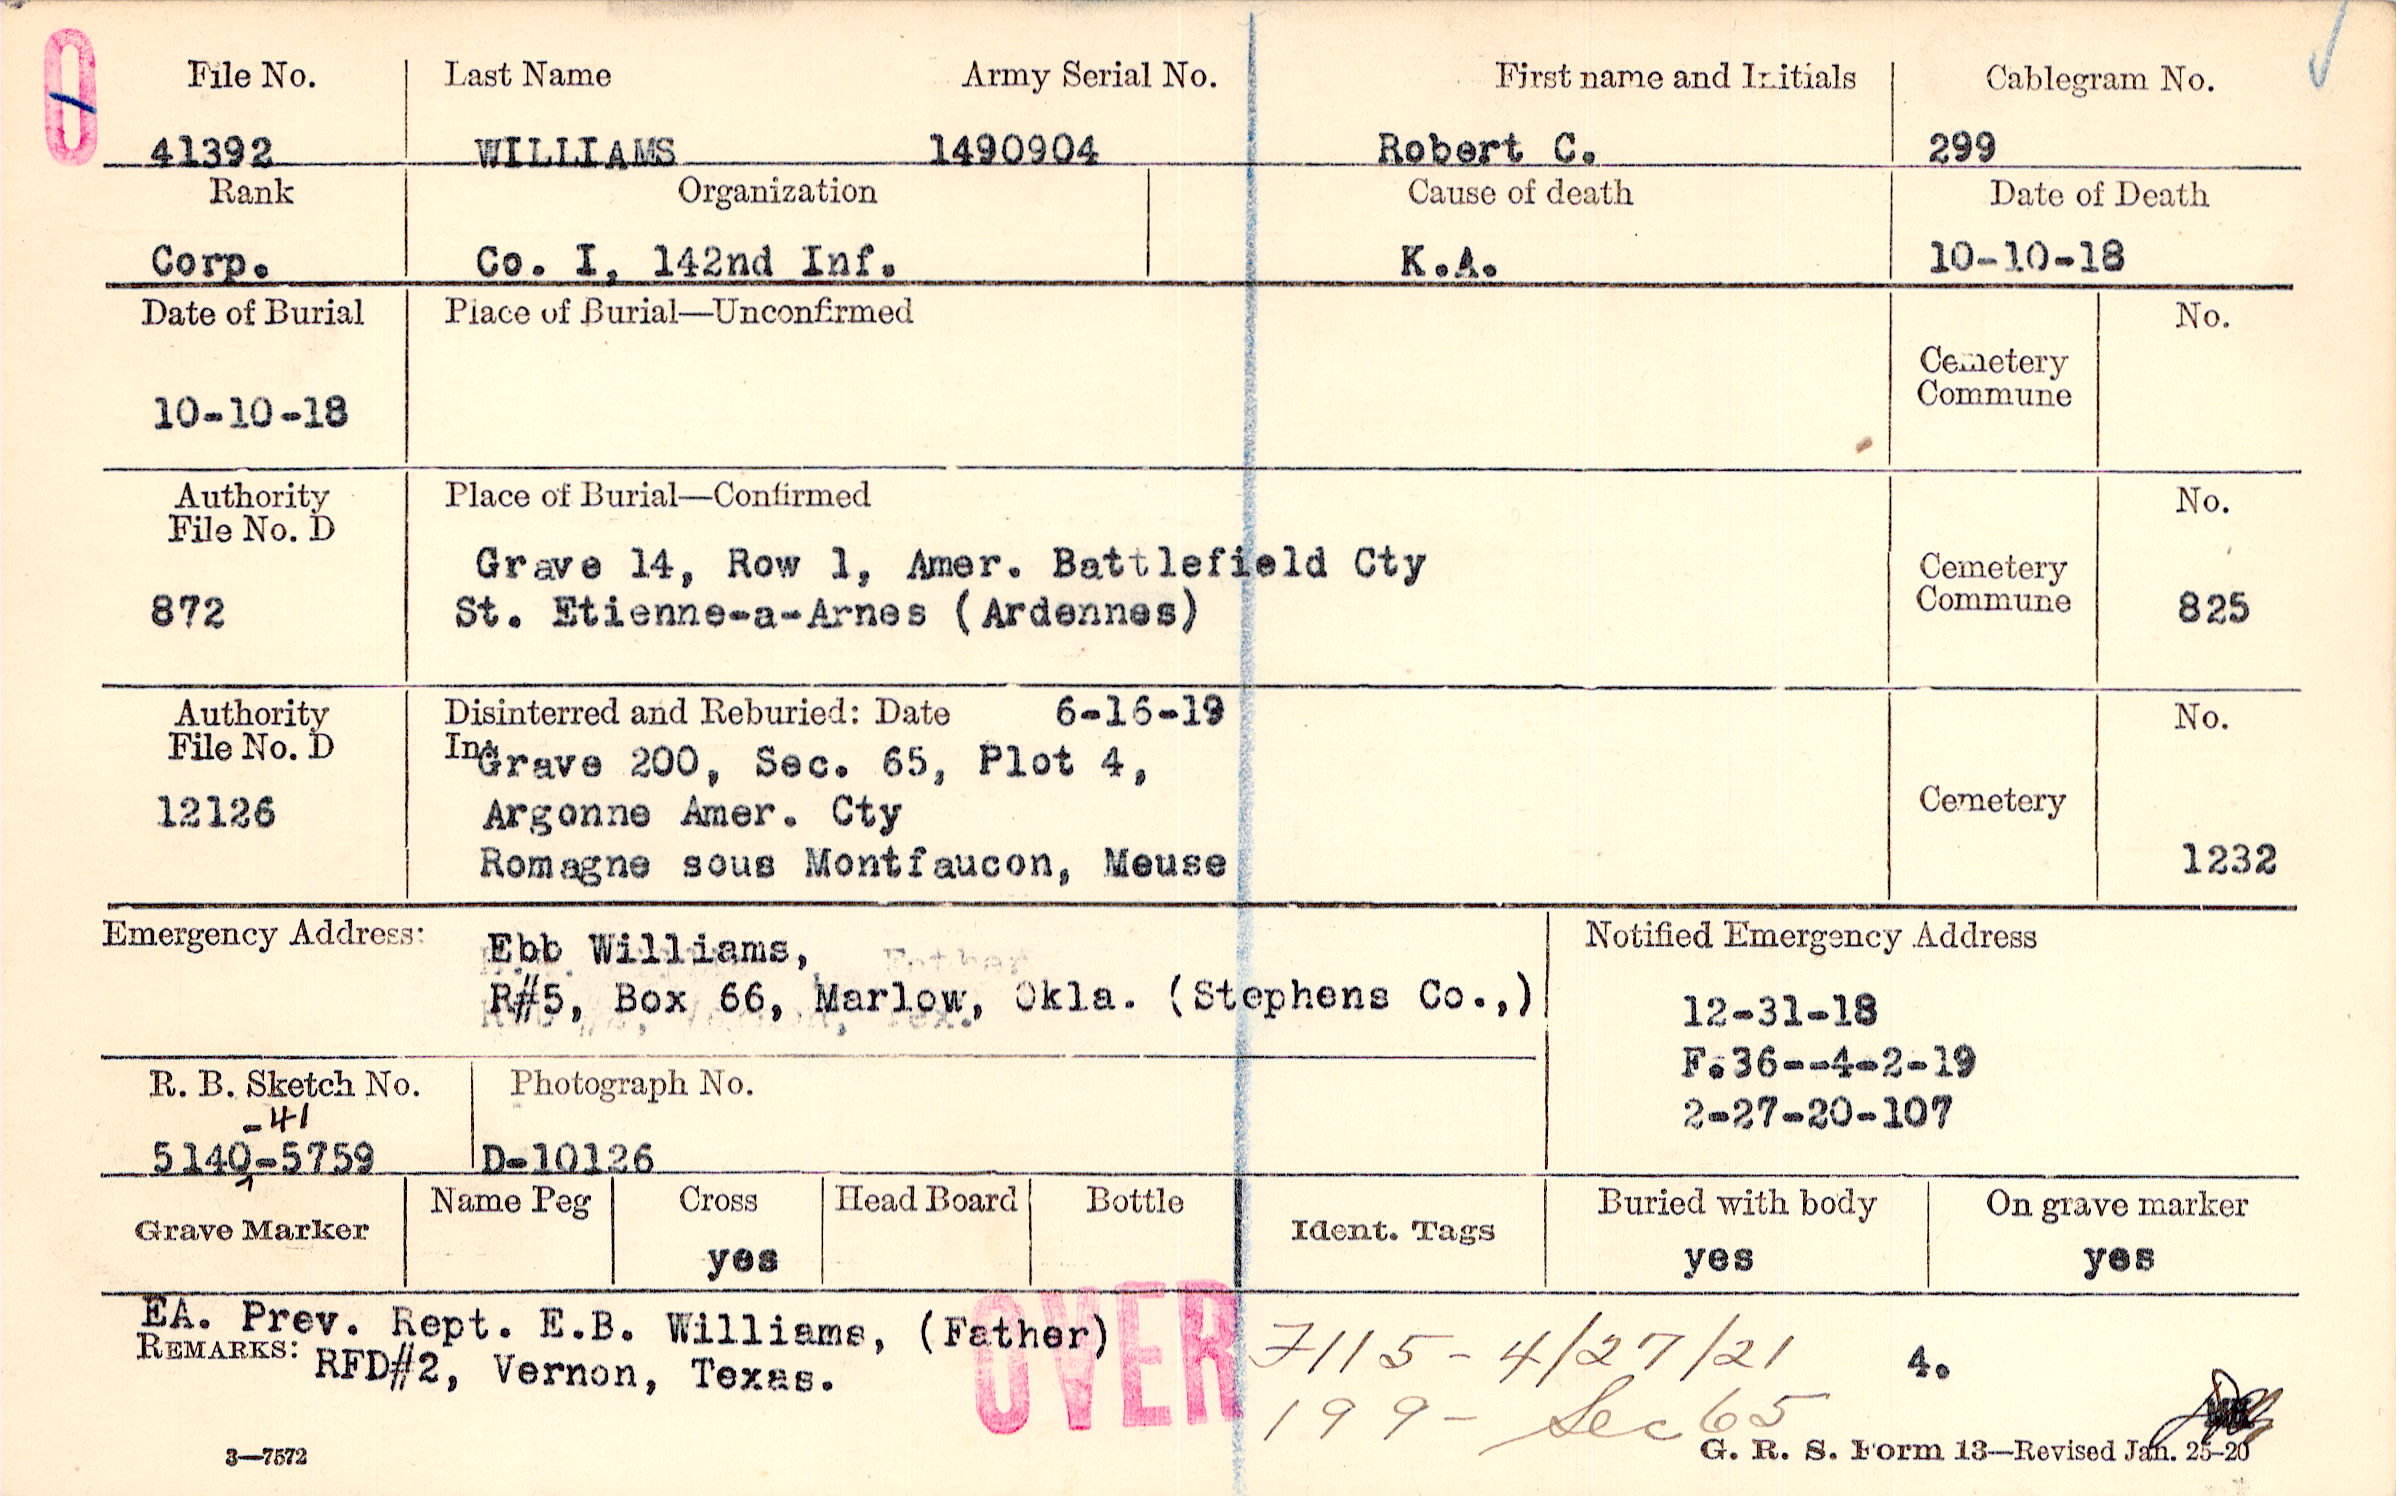 0
File No. Last Name Army Serial No. First name and Initials Cablegram No.
41392 WILLIAMS 1490904 Robert C. 299
Rank Organization Cause of death Date of Death
Corp. Co. I, 142nd Inf. K.A. 10-10-18
Date of Burial Place of Burial—Unconfirmed No.
Cemetery
Commune
10-10-18
Authority Place of Burial—Confirmed No.
File No. D
Grave 14, Row 1, Amer. Battlefield Cty Cemetery
872 St. Etienne-a-Arnes (Ardennes) Commune 825
Authority Disinterred and Reburied: Date 6-16-19 No.
File No. D In:
Grave 200, Sec. 65, Plot 4,
12126 Argonne Amer. Cty Cemetery
Romagne sous Montfaucon, Meuse 1232
Emergency Address: Ebb Williams, Father Notified Emergency Address
R#5, Box 66, Marlow, Okla. (Stephens Co.,) 12-31-18
F.36--4-2-19
R. B. Sketch No. Photograph No.
-41 2-27-20-107
5140-5759 D-10126
Grave Marker Name Peg Cross Head Board Bottle Ident. Tags Buried with body On grave marker
yes yes yes
EA. Prev. Rept. E.B. Williams, (Father)
REMARKS: RFD#2, Vernon, Texas.
OVER
7115 - 4/27/21 4.
199 - Sec 65
3—7572 G. R. S. Form 13—Revised Jan. 25-20